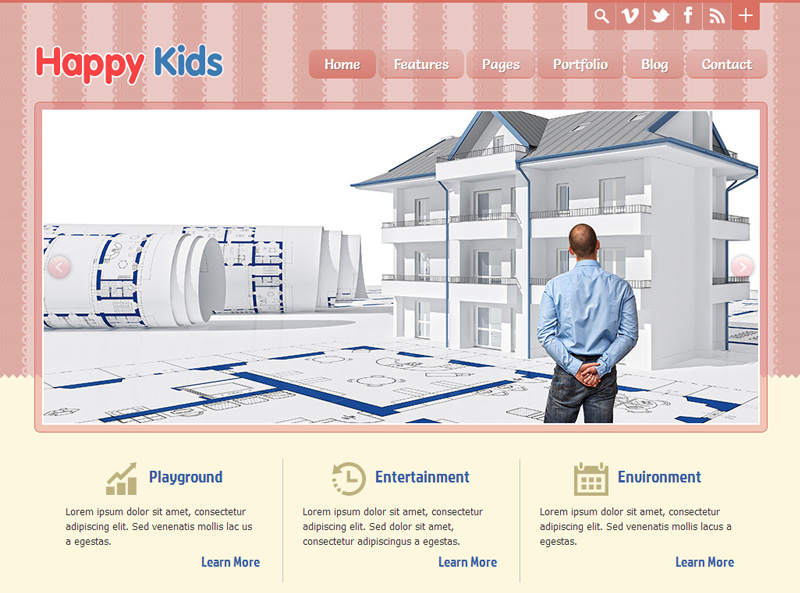 Happy Kids
Home Features Pages Portfolio Blog Contact
Playground
Lorem ipsum dolor sit amet, consectetur
adipiscing elit. Sed venenatis mollis lac us
a egestas.
Learn More
Entertainment
Lorem ipsum dolor sit amet, consectetur
adipiscing elit. Sed dolor sit amet,
consectetur adipiscingus a egestas.
Learn More
Environment
Lorem ipsum dolor sit amet, consectetur
adipiscing elit. Sed venenatis mollis lacus a
egestas.
Learn More